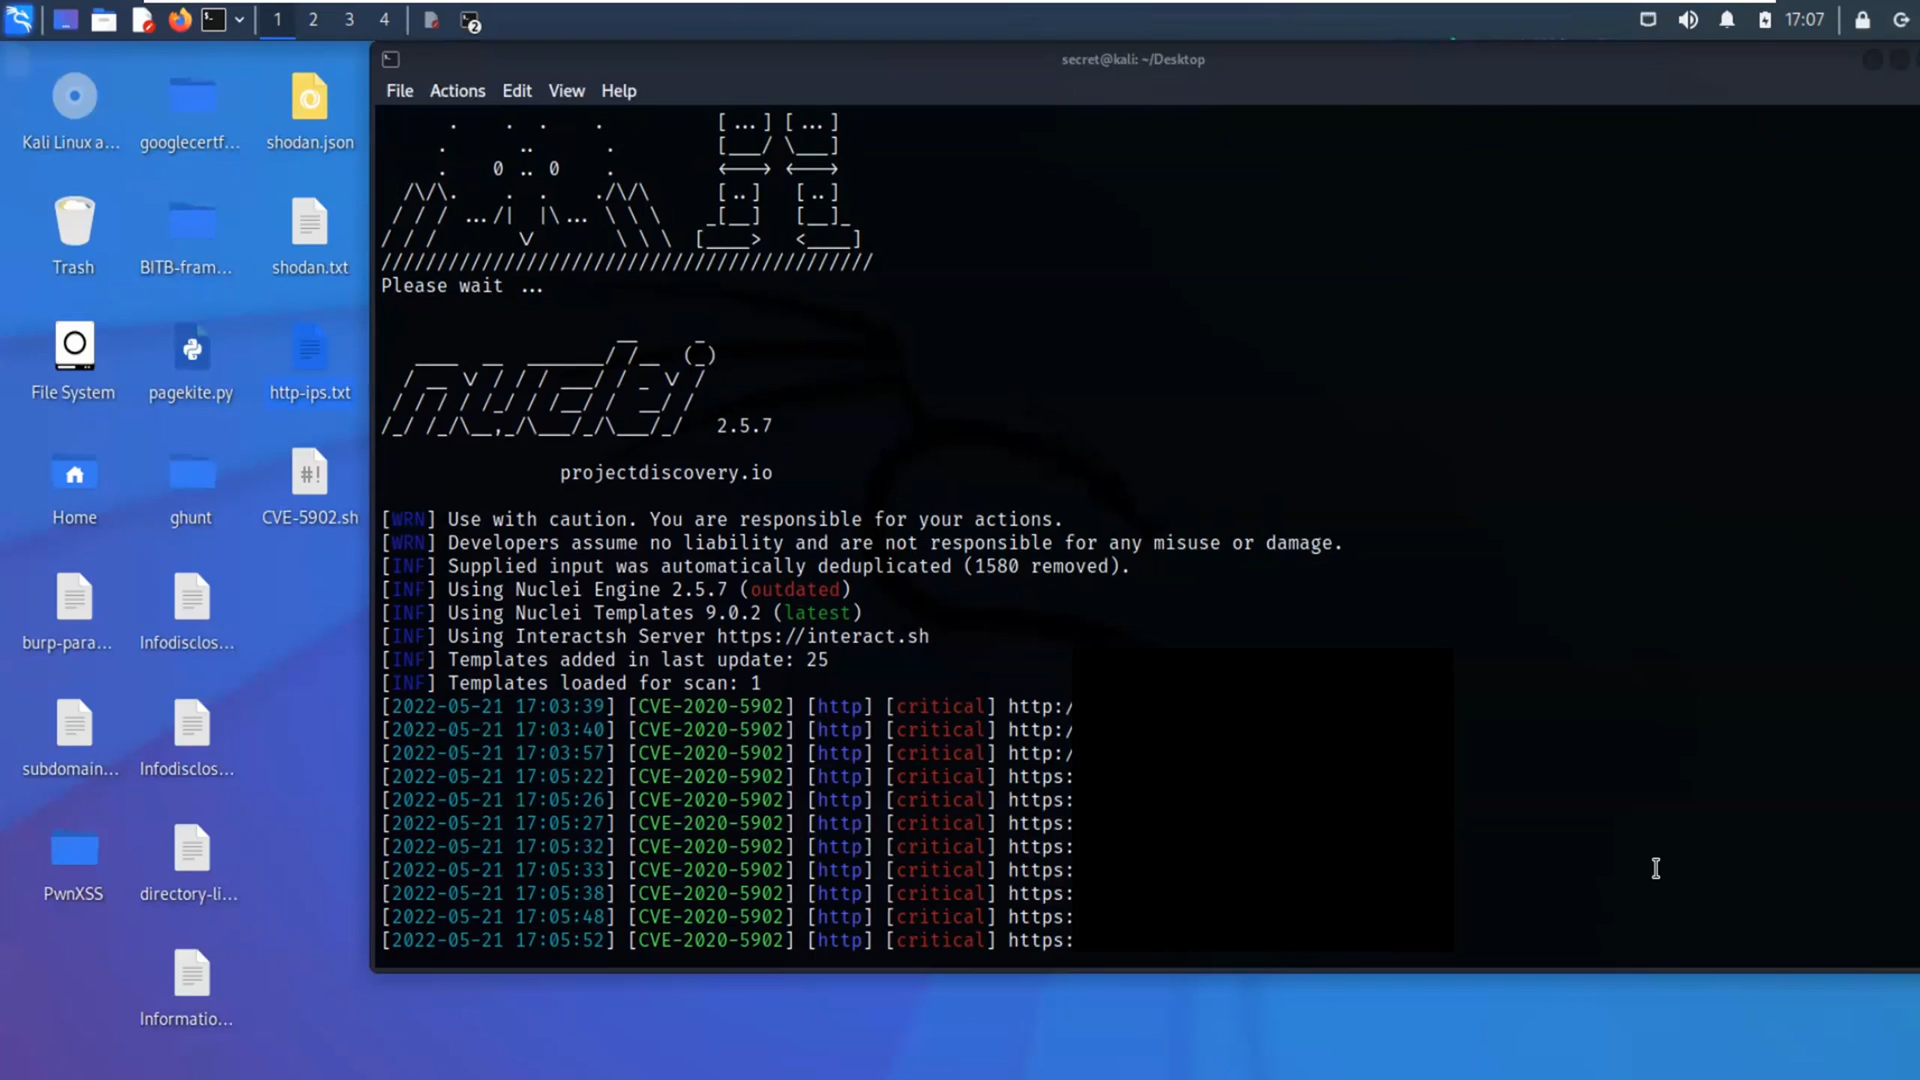 1 2 3 4 2 17:07
secret@kali: ~/Desktop
File Actions Edit View Help
Kali Linux a...
googlecertf...
shodan.json
Trash
BITB-fram...
shodan.txt
File System
pagekite.py
http-ips.txt
Home
ghunt
CVE-5902.sh
burp-para...
Infodisclos...
subdomain...
Infodisclos...
PwnXSS
directory-li...
Informatio...
Please wait ...
nuclei 2.5.7
projectdiscovery.io
[WRN] Use with caution. You are responsible for your actions.
[WRN] Developers assume no liability and are not responsible for any misuse or damage.
[INF] Supplied input was automatically deduplicated (1580 removed).
[INF] Using Nuclei Engine 2.5.7 (outdated)
[INF] Using Nuclei Templates 9.0.2 (latest)
[INF] Using Interactsh Server https://interact.sh
[INF] Templates added in last update: 25
[INF] Templates loaded for scan: 1
[2022-05-21 17:03:39] [CVE-2020-5902] [http] [critical] http:/
[2022-05-21 17:03:40] [CVE-2020-5902] [http] [critical] http:/
[2022-05-21 17:03:57] [CVE-2020-5902] [http] [critical] http:/
[2022-05-21 17:05:22] [CVE-2020-5902] [http] [critical] https:
[2022-05-21 17:05:26] [CVE-2020-5902] [http] [critical] https:
[2022-05-21 17:05:27] [CVE-2020-5902] [http] [critical] https:
[2022-05-21 17:05:32] [CVE-2020-5902] [http] [critical] https:
[2022-05-21 17:05:33] [CVE-2020-5902] [http] [critical] https:
[2022-05-21 17:05:38] [CVE-2020-5902] [http] [critical] https:
[2022-05-21 17:05:48] [CVE-2020-5902] [http] [critical] https:
[2022-05-21 17:05:52] [CVE-2020-5902] [http] [critical] https: